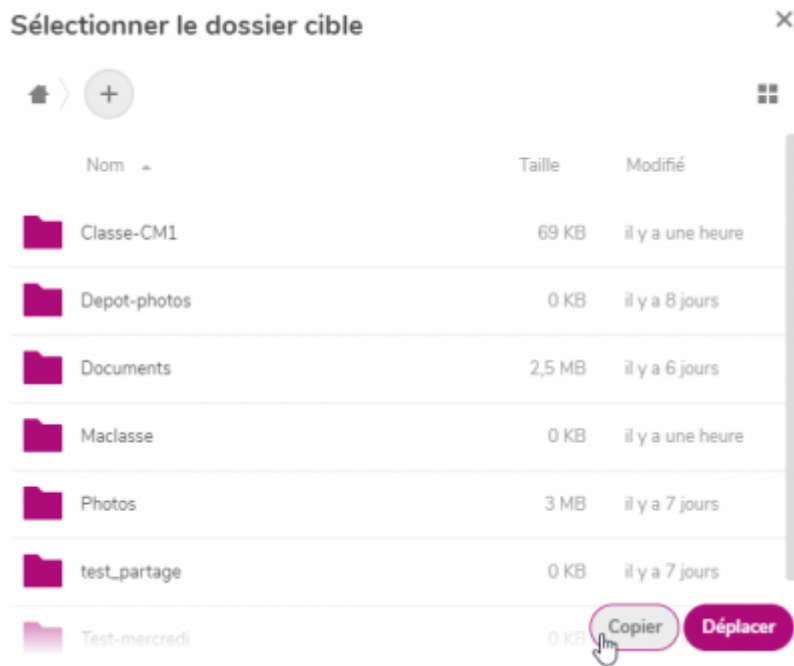 Sélectionner le dossier cible
Nom Taille Modifié
Classe-CM1 69 KB il y a une heure
Depot-photos 0 KB il y a 8 jours
Documents 2,5 MB il y a 6 jours
Maclasse 0 KB il y a une heure
Photos 3 MB il y a 7 jours
test_partage 0 KB il y a 7 jours
Test-mercredi 0 KB
Copier Déplacer